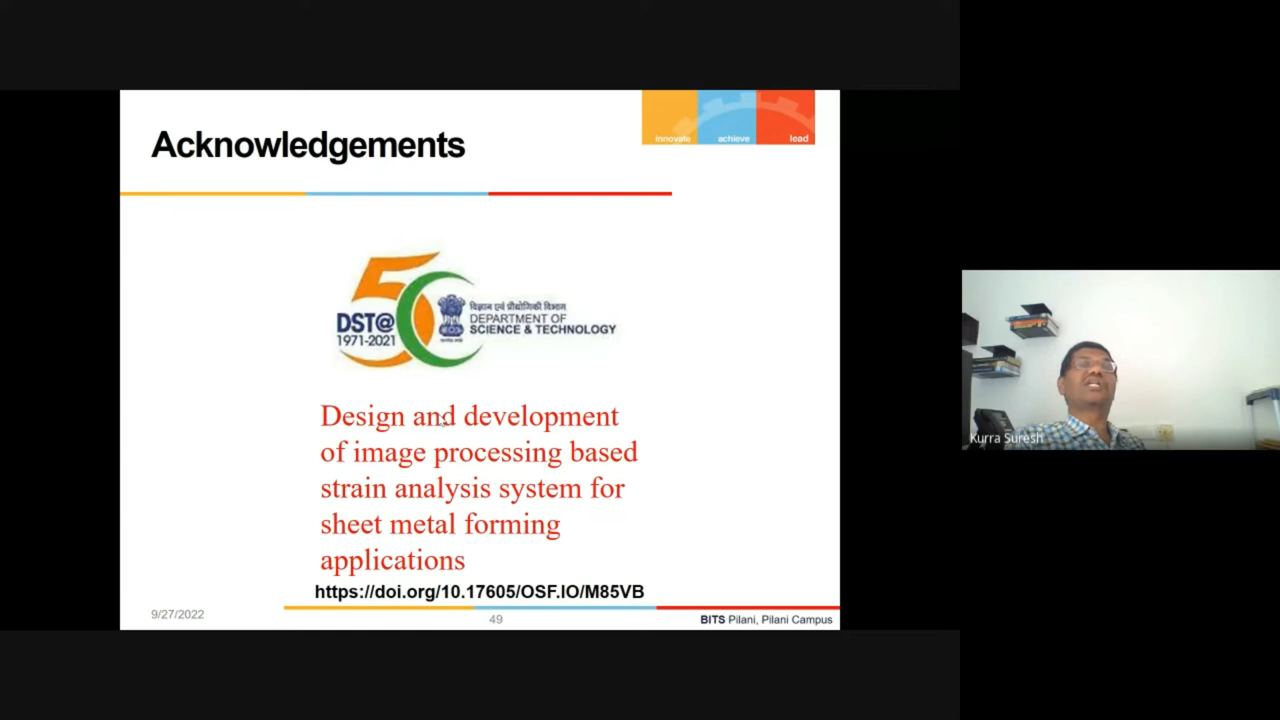 Acknowledgements
innovate achieve lead
DST@
1971-2021
विज्ञान एवं प्रौद्योगिकी विभाग
DEPARTMENT OF
SCIENCE & TECHNOLOGY
Design and development
of image processing based
strain analysis system for
sheet metal forming
applications
https://doi.org/10.17605/OSF.IO/M85VB
9/27/2022
49
BITS Pilani, Pilani Campus
Kurra Suresh